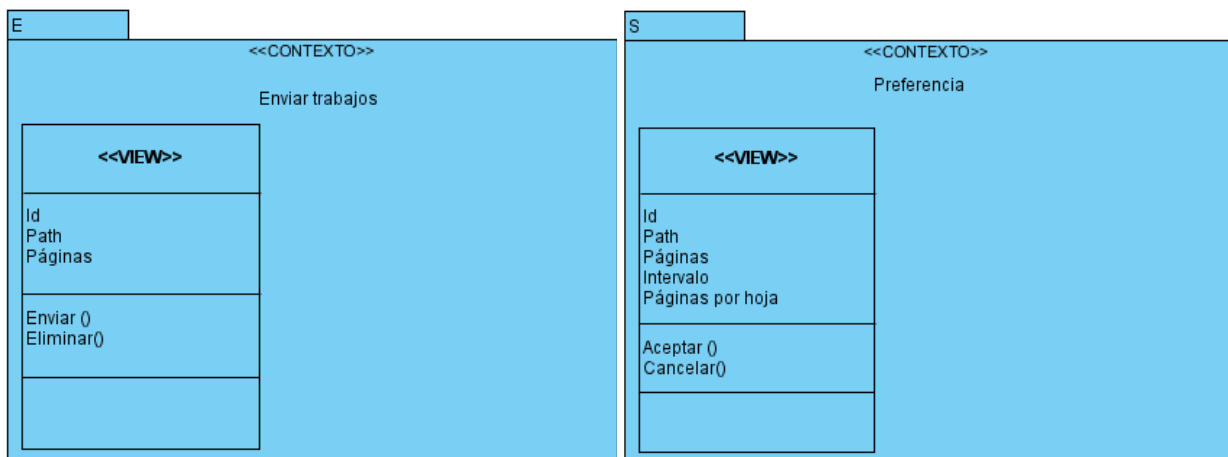 E
<<CONTEXTO>>
Enviar trabajos
<<VIEW>>
Id
Path
Páginas
Enviar ()
Eliminar()
S
<<CONTEXTO>>
Preferencia
<<VIEW>>
Id
Path
Páginas
Intervalo
Páginas por hoja
Aceptar ()
Cancelar()